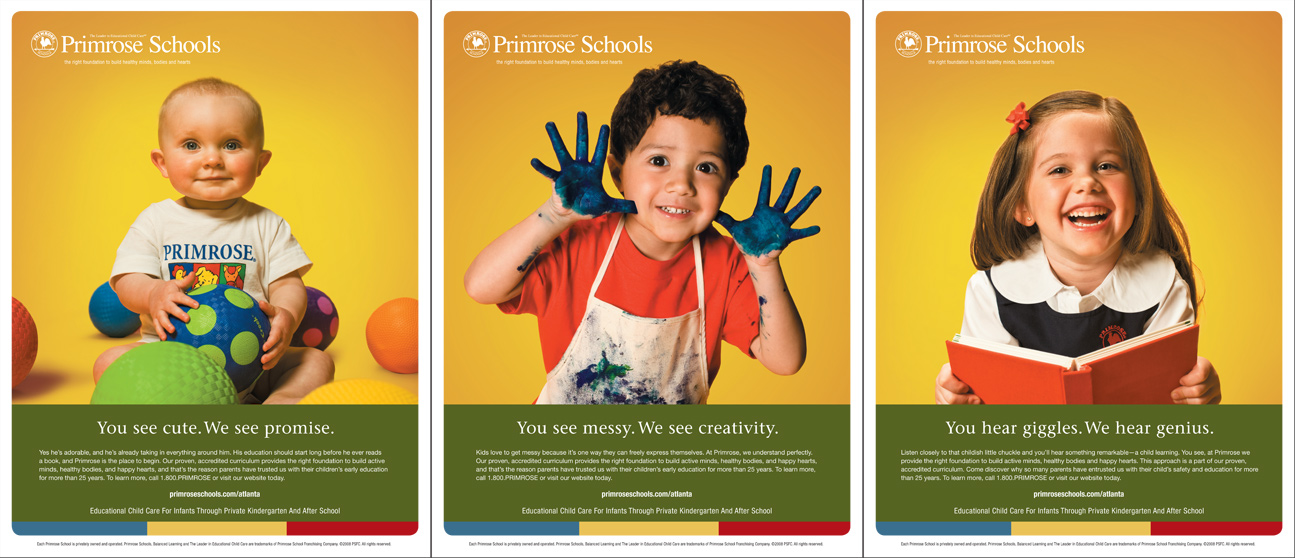 PRIMROSE
The Leader in Educational Child Care™
Primrose Schools
the right foundation to build healthy minds, bodies and hearts
PRIMROSE®
You see cute. We see promise.
Yes he's adorable, and he's already taking in everything around him. His education should start long before he ever reads
a book, and Primrose is the place to begin. Our proven, accredited curriculum provides the right foundation to build active
minds, healthy bodies, and happy hearts, and that's the reason parents have trusted us with their children's early education
for more than 25 years. To learn more, call 1.800.PRIMROSE or visit our website today.
primroseschools.com/atlanta
Educational Child Care For Infants Through Private Kindergarten And After School
Each Primrose School is privately owned and operated. Primrose Schools, Balanced Learning and The Leader in Educational Child Care are trademarks of Primrose School Franchising Company. ©2008 PSFC. All rights reserved.
PRIMROSE
The Leader in Educational Child Care™
Primrose Schools
the right foundation to build healthy minds, bodies and hearts
You see messy. We see creativity.
Kids love to get messy because it's one way they can freely express themselves. At Primrose, we understand perfectly.
Our proven, accredited curriculum provides the right foundation to build active minds, healthy bodies, and happy hearts,
and that's the reason parents have trusted us with their children's early education for more than 25 years. To learn more,
call 1.800.PRIMROSE or visit our website today.
primroseschools.com/atlanta
Educational Child Care For Infants Through Private Kindergarten And After School
Each Primrose School is privately owned and operated. Primrose Schools, Balanced Learning and The Leader in Educational Child Care are trademarks of Primrose School Franchising Company. ©2008 PSFC. All rights reserved.
PRIMROSE
The Leader in Educational Child Care™
Primrose Schools
the right foundation to build healthy minds, bodies and hearts
PRIMROSE
You hear giggles. We hear genius.
Listen closely to that childish little chuckle and you'll hear something remarkable—a child learning. You see, at Primrose we
provide the right foundation to build active minds, healthy bodies and happy hearts. This approach is a part of our proven,
accredited curriculum. Come discover why so many parents have entrusted us with their child's safety and education for more
than 25 years. To learn more, call 1.800.PRIMROSE or visit our website today.
primroseschools.com/atlanta
Educational Child Care For Infants Through Private Kindergarten And After School
Each Primrose School is privately owned and operated. Primrose Schools, Balanced Learning and The Leader in Educational Child Care are trademarks of Primrose School Franchising Company. ©2008 PSFC. All rights reserved.